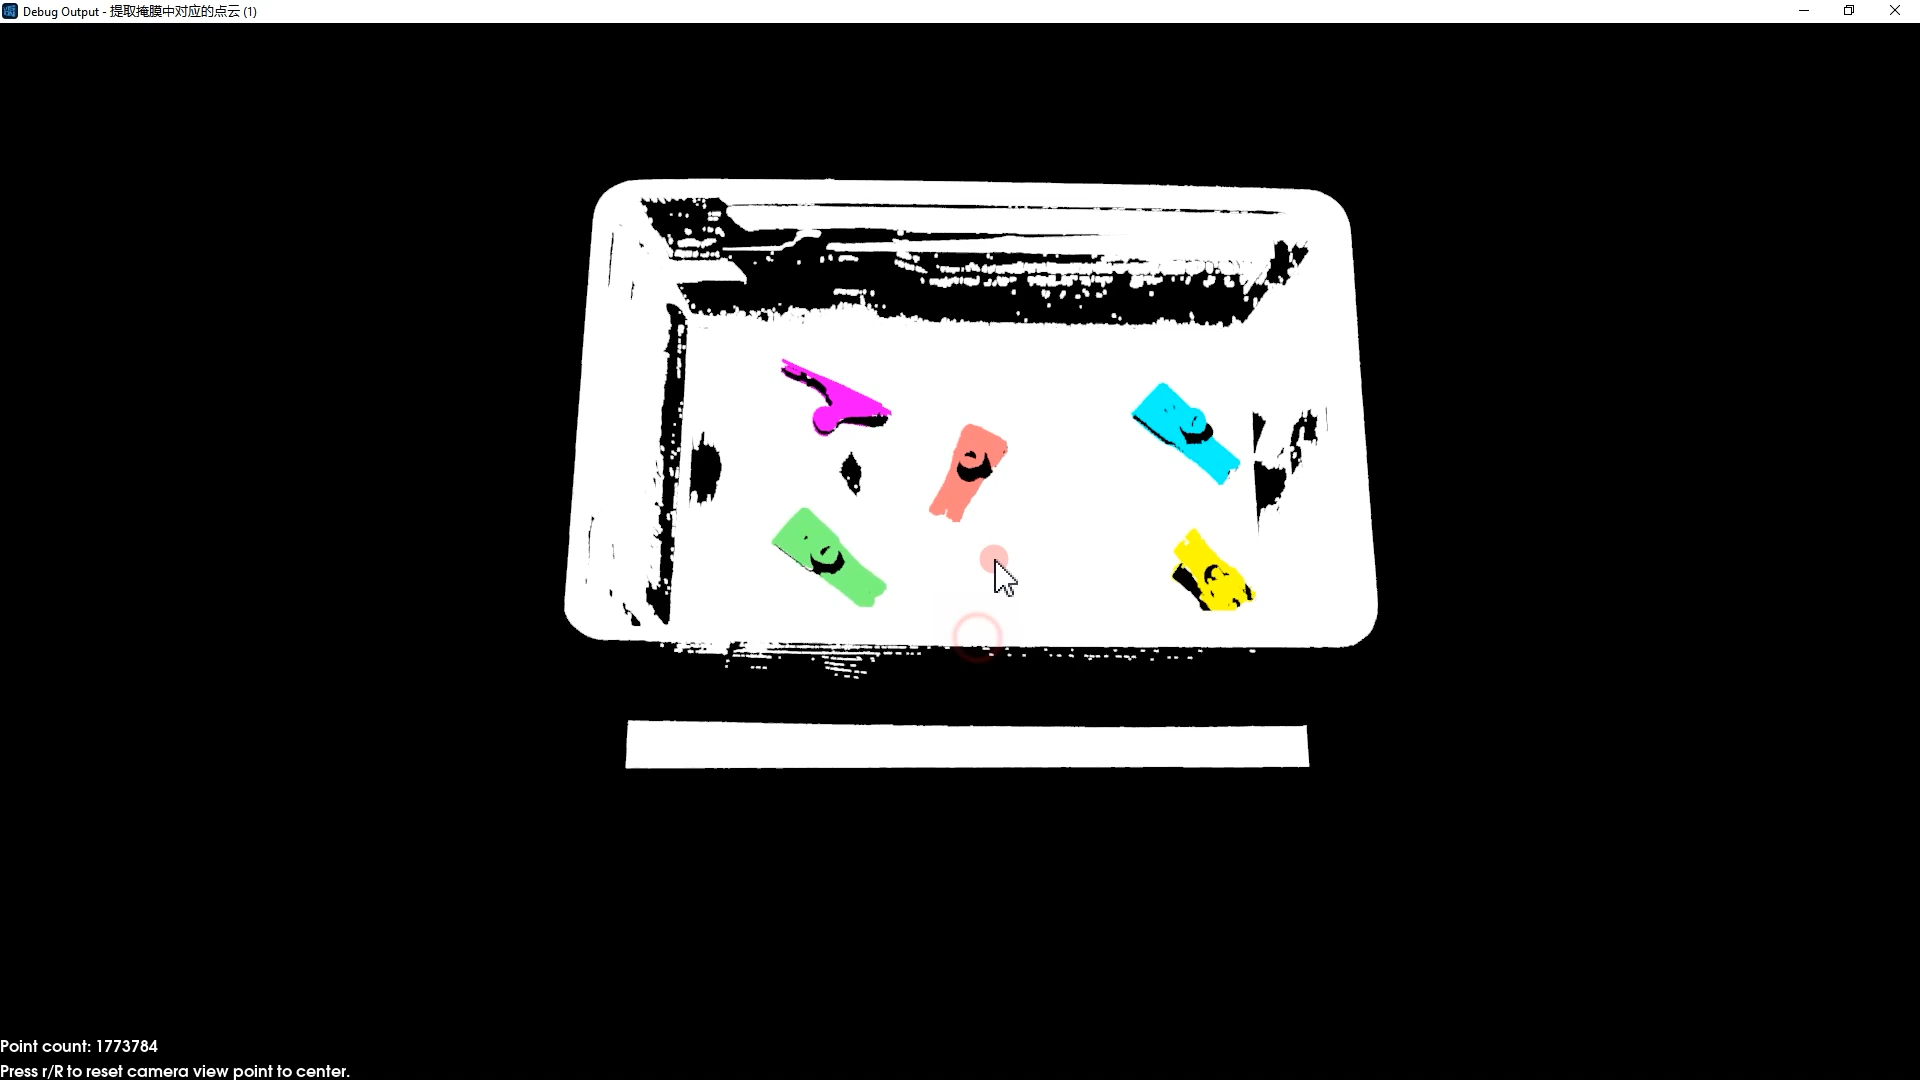 Debug Output - 提取掩膜中对应的点云 (1)
Point count: 1773784
Press r/R to reset camera view point to center.